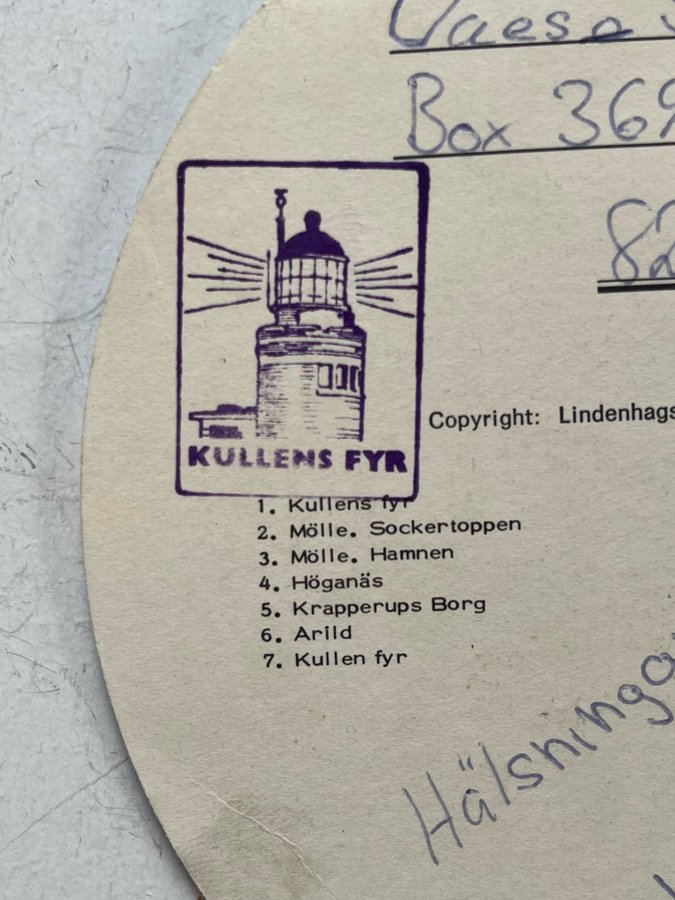 Box 369
82
KULLENS FYR
Copyright: Lindenhags
1. Kullens fyr
2. Mölle. Sockertoppen
3. Mölle. Hamnen
4. Höganäs
5. Krapperups Borg
6. Arild
7. Kullen fyr
Hälsninga